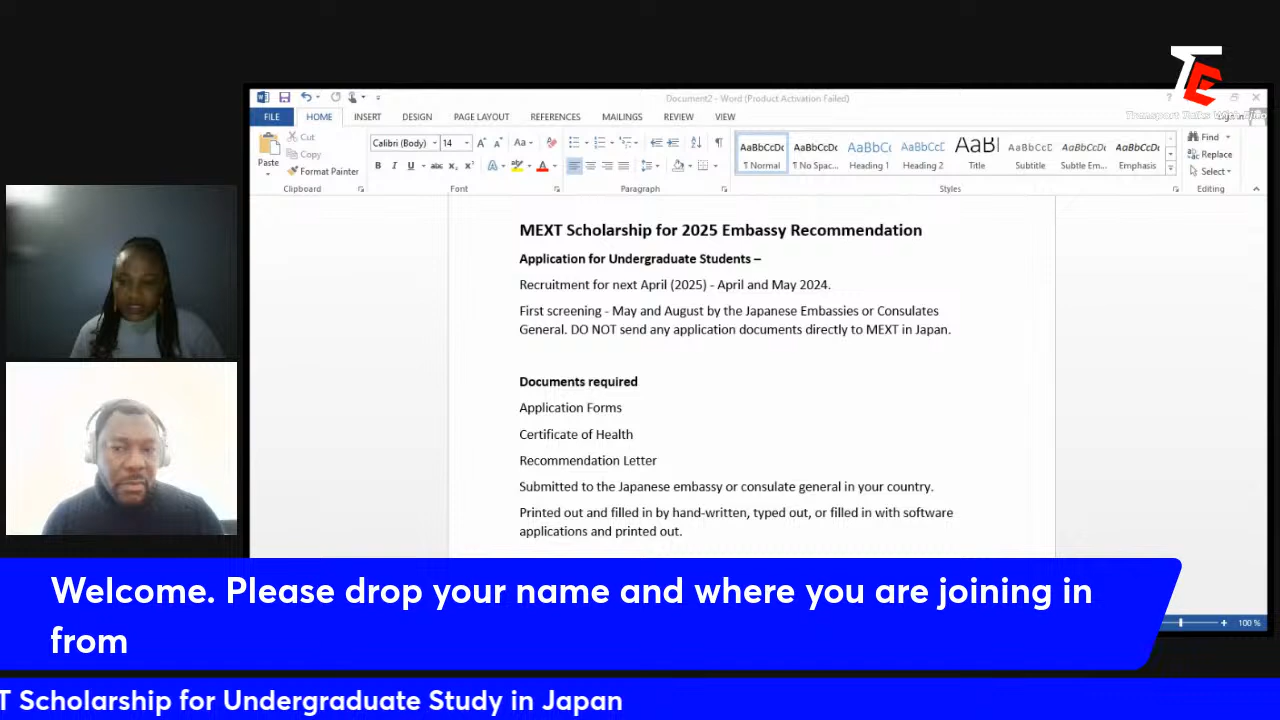 Document2 - Word (Product Activation Failed)
FILE HOME INSERT DESIGN PAGE LAYOUT REFERENCES MAILINGS REVIEW VIEW
Paste
Cut
Copy
Format Painter
Clipboard
Calibri (Body) 14
Font
Paragraph
AaBbCcDc AaBbCcDc AaBbCc AaBbCcC AaBl AaBbCcD AaBbCcDc AaBbCcDc
¶ Normal ¶ No Spac... Heading 1 Heading 2 Title Subtitle Subtle Em... Emphasis
Styles
Find
Replace
Select
Editing
MEXT Scholarship for 2025 Embassy Recommendation
Application for Undergraduate Students –
Recruitment for next April (2025) - April and May 2024.
First screening - May and August by the Japanese Embassies or Consulates
General. DO NOT send any application documents directly to MEXT in Japan.
Documents required
Application Forms
Certificate of Health
Recommendation Letter
Submitted to the Japanese embassy or consulate general in your country.
Printed out and filled in by hand-written, typed out, or filled in with software
applications and printed out.
100 %
Welcome. Please drop your name and where you are joining in
from
T Scholarship for Undergraduate Study in Japan